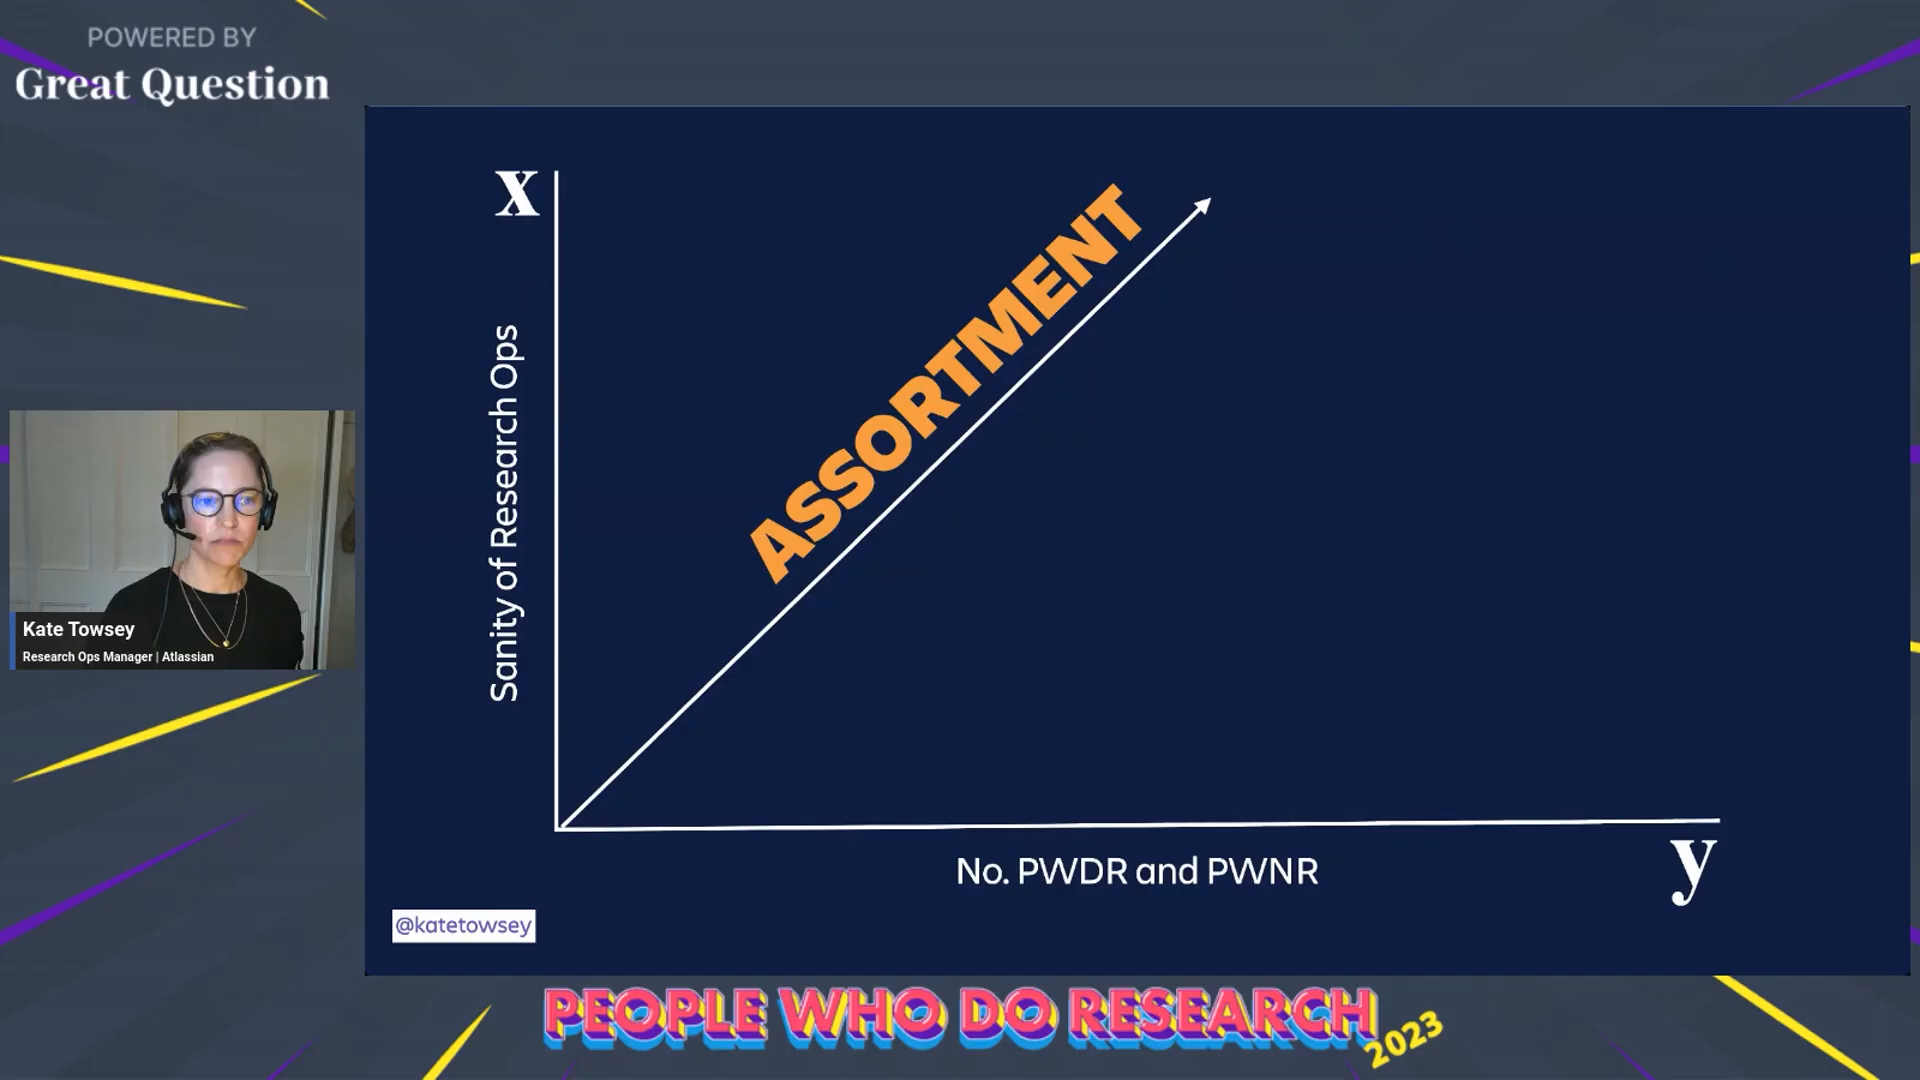 POWERED BY
Great Question
x
ASSORTMENT
Sanity of Research Ops
Kate Towsey
Research Ops Manager | Atlassian
No. PWDR and PWNR
y
@katetowsey
PEOPLE WHO DO RESEARCH
2023